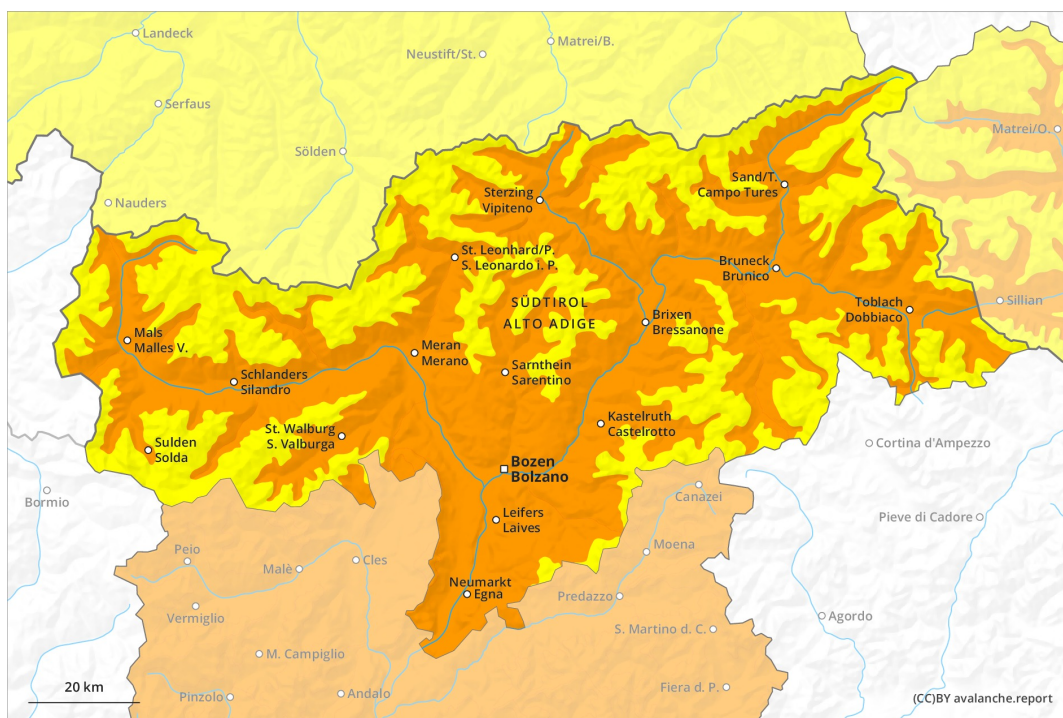 Landeck
Matrei/B.
Neustift/St.
Serfaus
Matrei/O.
Sölden
Sand/T.
Campo Tures
Sterzing
Vipiteno
Nauders
St. Leonhard/P.
S. Leonardo i. P.
Bruneck
Brunico
SÜDTIROL
ALTO ADIGE
Toblach
Dobbiaco
Sillian
Brixen
Bressanone
Mals
Malles V.
Meran
Merano
Sarnthein
Sarentino
Schlanders
Silandro
Kastelruth
Castelrotto
St. Walburg
S. Valburga
Sulden
Solda
Cortina d'Ampezzo
Bozen
Bolzano
Bormio
Canazei
Leifers
Laives
Pieve di Cadore
Moena
Peio
Cles
Malè
Neumarkt
Egna
Predazzo
Vermiglio
Agordo
S. Martino d. C.
M. Campiglio
20 km
Pinzolo
Andalo
Fiera d. P.
(CC)BY avalanche.report